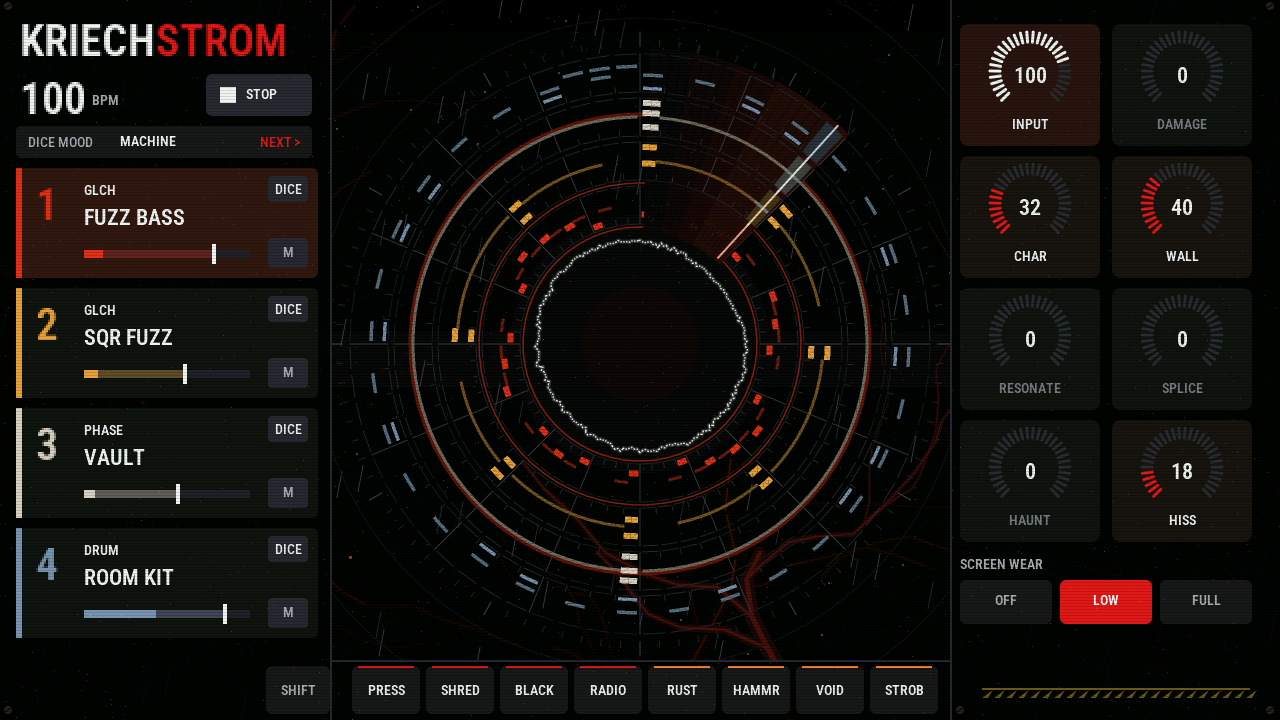 KRIECHSTROM
100 BPM
STOP
DICE MOOD MACHINE NEXT >
1 GLCH DICE
FUZZ BASS
M
2 GLCH DICE
SQR FUZZ
M
3 PHASE DICE
VAULT
M
4 DRUM DICE
ROOM KIT
M
SHIFT
PRESS SHRED BLACK RADIO RUST HAMMR VOID STROB
100 0
INPUT DAMAGE
32 40
CHAR WALL
0 0
RESONATE SPLICE
0 18
HAUNT HISS
SCREEN WEAR
OFF LOW FULL